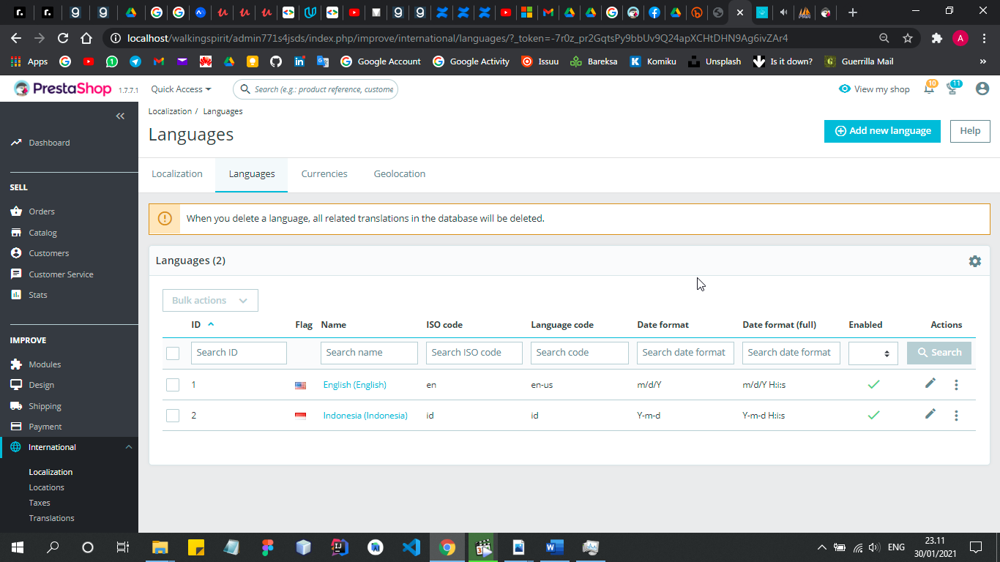 localhost/walkingspirit/admin771s4jsds/index.php/improve/international/languages/?_token=-7r0z_pr2GqtsPy9bbUv9Q24apXCHtDHN9Ag6ivZAr4
A
Apps
Google Account
Google Activity
Issuu
Bareksa
Komiku
Unsplash
Is it down?
Guerrilla Mail
»
PrestaShop
1.7.7.1
Quick Access
Search (e.g.: product reference, custome
View my shop
10
11
Dashboard
SELL
Orders
Catalog
Customers
Customer Service
Stats
IMPROVE
Modules
Design
Shipping
Payment
International
Localization
Locations
Taxes
Translations
Localization / Languages
Languages
Add new language
Help
Localization
Languages
Currencies
Geolocation
When you delete a language, all related translations in the database will be deleted.
Languages (2)
Bulk actions
ID Flag Name ISO code Language code Date format Date format (full) Enabled Actions
Search ID Search name Search ISO code Search code Search date format Search date format Search
1 English (English) en en-us m/d/Y m/d/Y H:i:s
2 Indonesia (Indonesia) id id Y-m-d Y-m-d H:i:s
ENG
23.11
30/01/2021